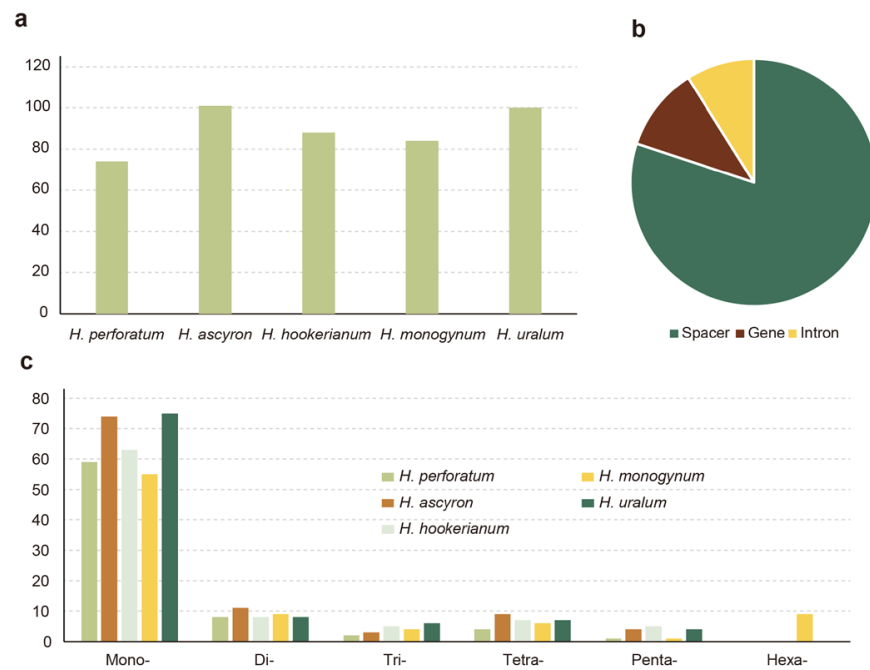 a
120
100
80
60
40
20
0
H. perforatum H. ascyron H. hookerianum H. monogynum H. uralum
b
Spacer Gene Intron
c
80
70
60
50
40
30
20
10
0
H. perforatum H. monogynum
H. ascyron H. uralum
H. hookerianum
Mono- Di- Tri- Tetra- Penta- Hexa-